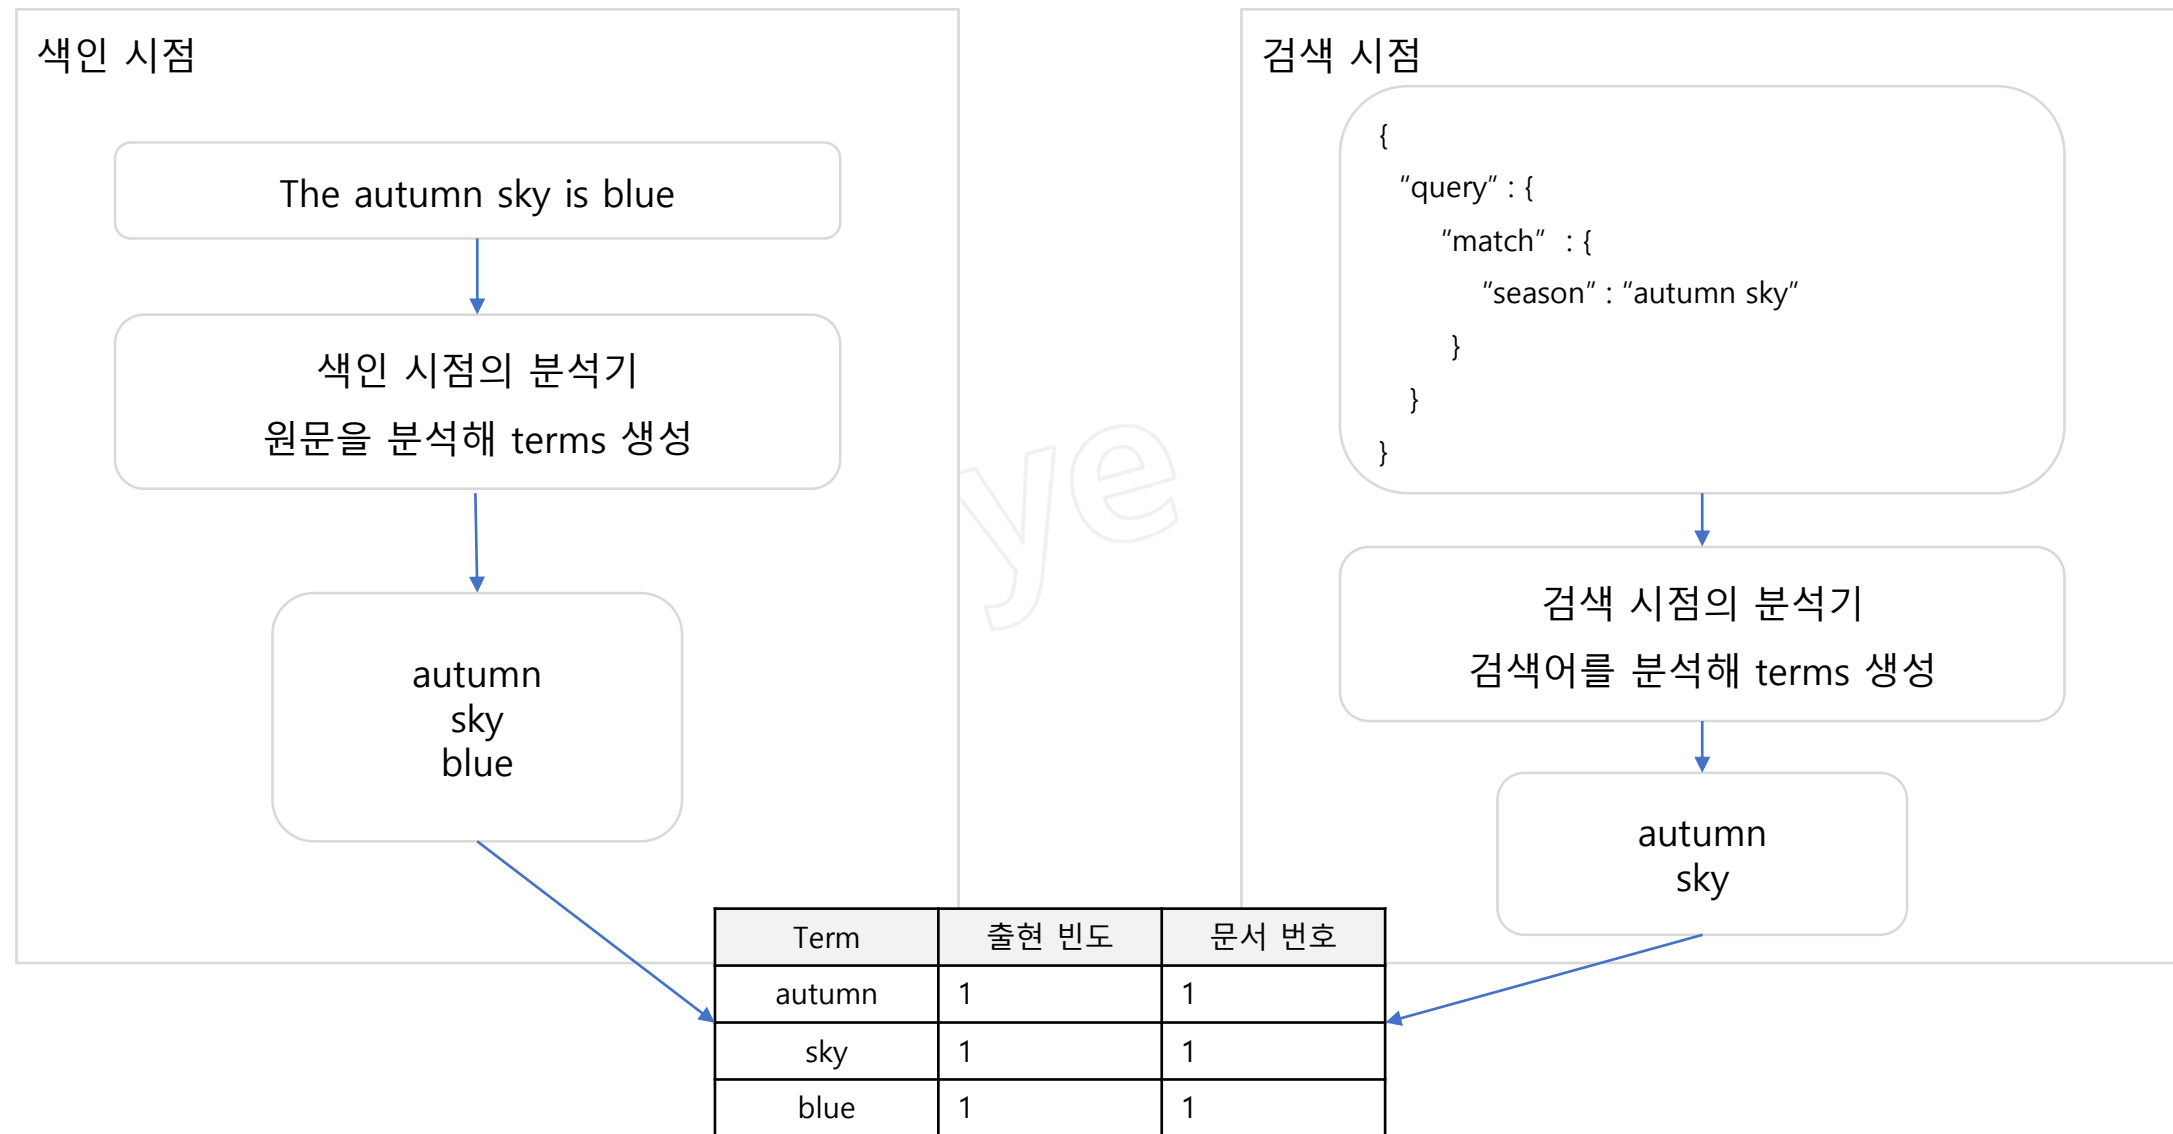 색인 시점
The autumn sky is blue
색인 시점의 분석기
원문을 분석해 terms 생성
autumn
sky
blue
검색 시점
{
"query" : {
"match" : {
"season" : "autumn sky"
}
}
}
검색 시점의 분석기
검색어를 분석해 terms 생성
autumn
sky
Term 출현 빈도 문서 번호
autumn 1 1
sky 1 1
blue 1 1
ye